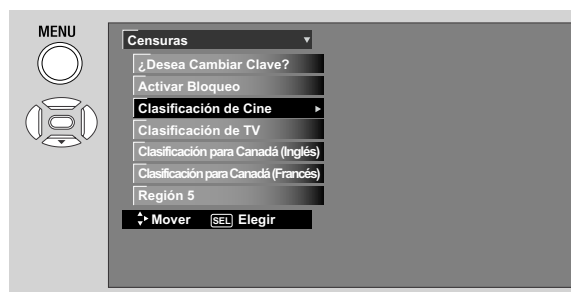 MENU
Censuras
¿Desea Cambiar Clave?
Activar Bloqueo
Clasificación de Cine
Clasificación de TV
Clasificación para Canadá (Inglés)
Clasificación para Canadá (Francés)
Región 5
Mover SEL Elegir